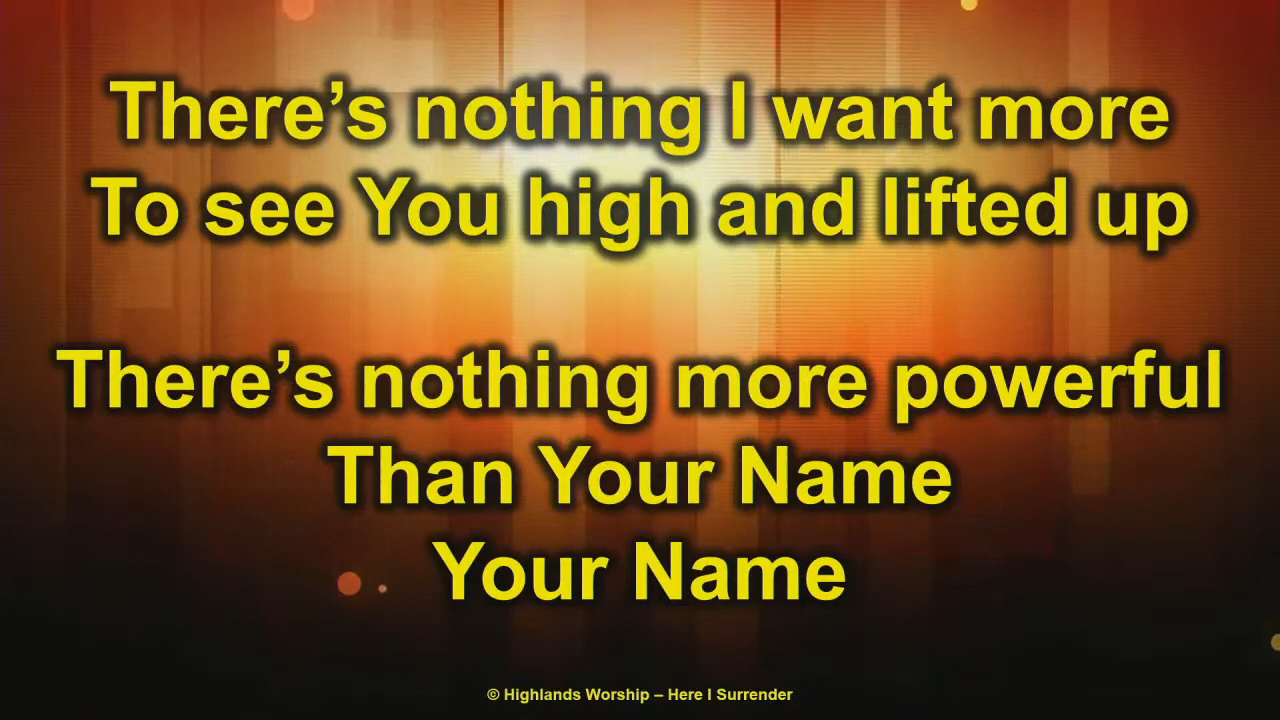 There’s nothing I want more
To see You high and lifted up
There’s nothing more powerful
Than Your Name
Your Name
© Highlands Worship – Here I Surrender